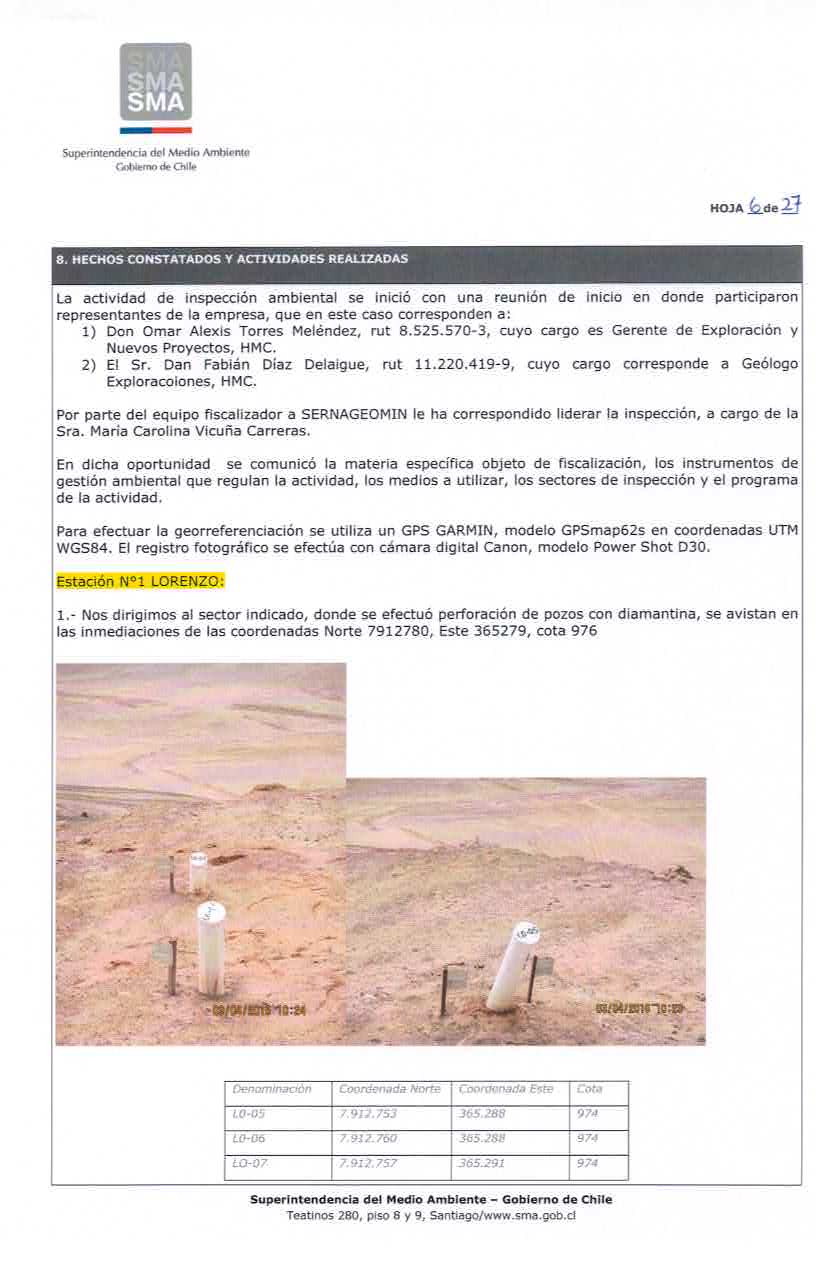 SMA
SMA
SMA
Superintendencia del Medio Ambiente
Gobierno de Chile
HOJA 6 de 27
8. HECHOS CONSTATADOS Y ACTIVIDADES REALIZADAS
La actividad de inspección ambiental se inició con una reunión de inicio en donde participaron
representantes de la empresa, que en este caso corresponden a:
1) Don Omar Alexis Torres Meléndez, rut 8.525.570-3, cuyo cargo es Gerente de Exploración y
Nuevos Proyectos, HMC.
2) El Sr. Dan Fabián Díaz Delaigue, rut 11.220.419-9, cuyo cargo corresponde a Geólogo
Exploracoiones, HMC.
Por parte del equipo fiscalizador a SERNAGEOMIN le ha correspondido liderar la inspección, a cargo de la
Sra. María Carolina Vicuña Carreras.
En dicha oportunidad se comunicó la materia específica objeto de fiscalización, los instrumentos de
gestión ambiental que regulan la actividad, los medios a utilizar, los sectores de inspección y el programa
de la actividad.
Para efectuar la georreferenciación se utiliza un GPS GARMIN, modelo GPSmap62s en coordenadas UTM
WGS84. El registro fotográfico se efectúa con cámara digital Canon, modelo Power Shot D30.
Estación N°1 LORENZO:
1.- Nos dirigimos al sector indicado, donde se efectuó perforación de pozos con diamantina, se avistan en
las inmediaciones de las coordenadas Norte 7912780, Este 365279, cota 976
10:24
Denominación Coordenada Norte Coordenada Este Cota
L0-05 7.912.753 365.288 974
L0-06 7.912.760 365.288 974
LO-07 7.912.757 365.291 974
Superintendencia del Medio Ambiente – Gobierno de Chile
Teatinos 280, piso 8 y 9, Santiago/www.sma.gob.cl